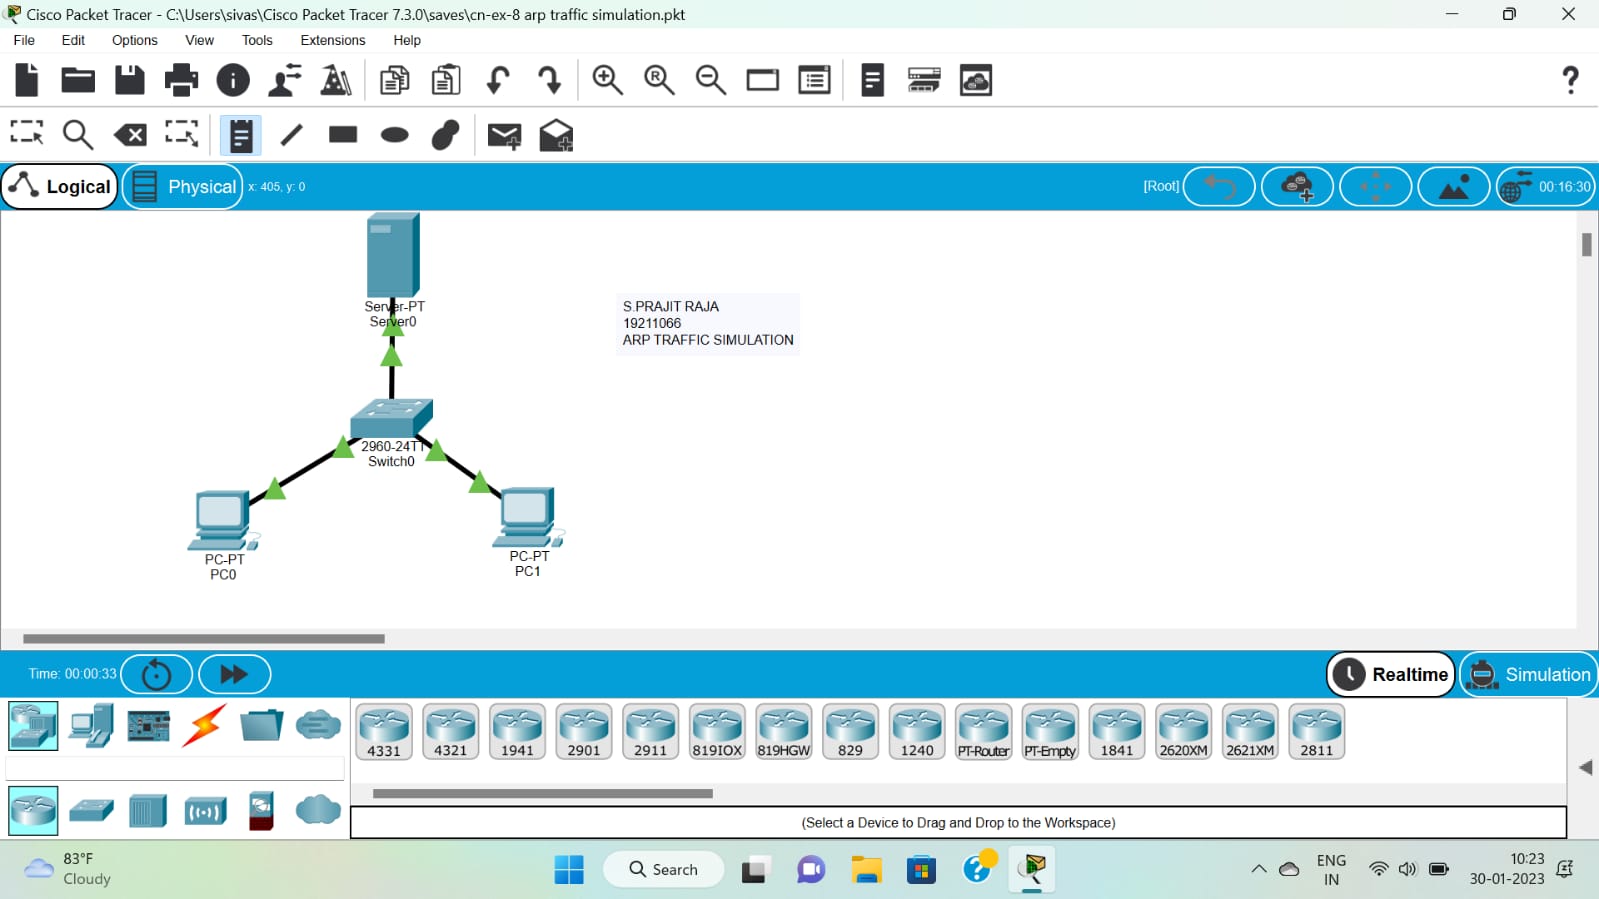 Cisco Packet Tracer - C:\Users\sivas\Cisco Packet Tracer 7.3.0\saves\cn-ex-8 arp traffic simulation.pkt
File Edit Options View Tools Extensions Help
Logical Physical x: 405, y: 0 [Root] 00:16:30
Server-PT
Server0
S.PRAJIT RAJA
19211066
ARP TRAFFIC SIMULATION
2960-24TT
Switch0
PC-PT
PC0
PC-PT
PC1
Time: 00:00:33 Realtime Simulation
4331 4321 1941 2901 2911 819IOX 819HGW 829 1240 PT-Router PT-Empty 1841 2620XM 2621XM 2811
(Select a Device to Drag and Drop to the Workspace)
83°F
Cloudy
Search
ENG
IN
10:23
30-01-2023